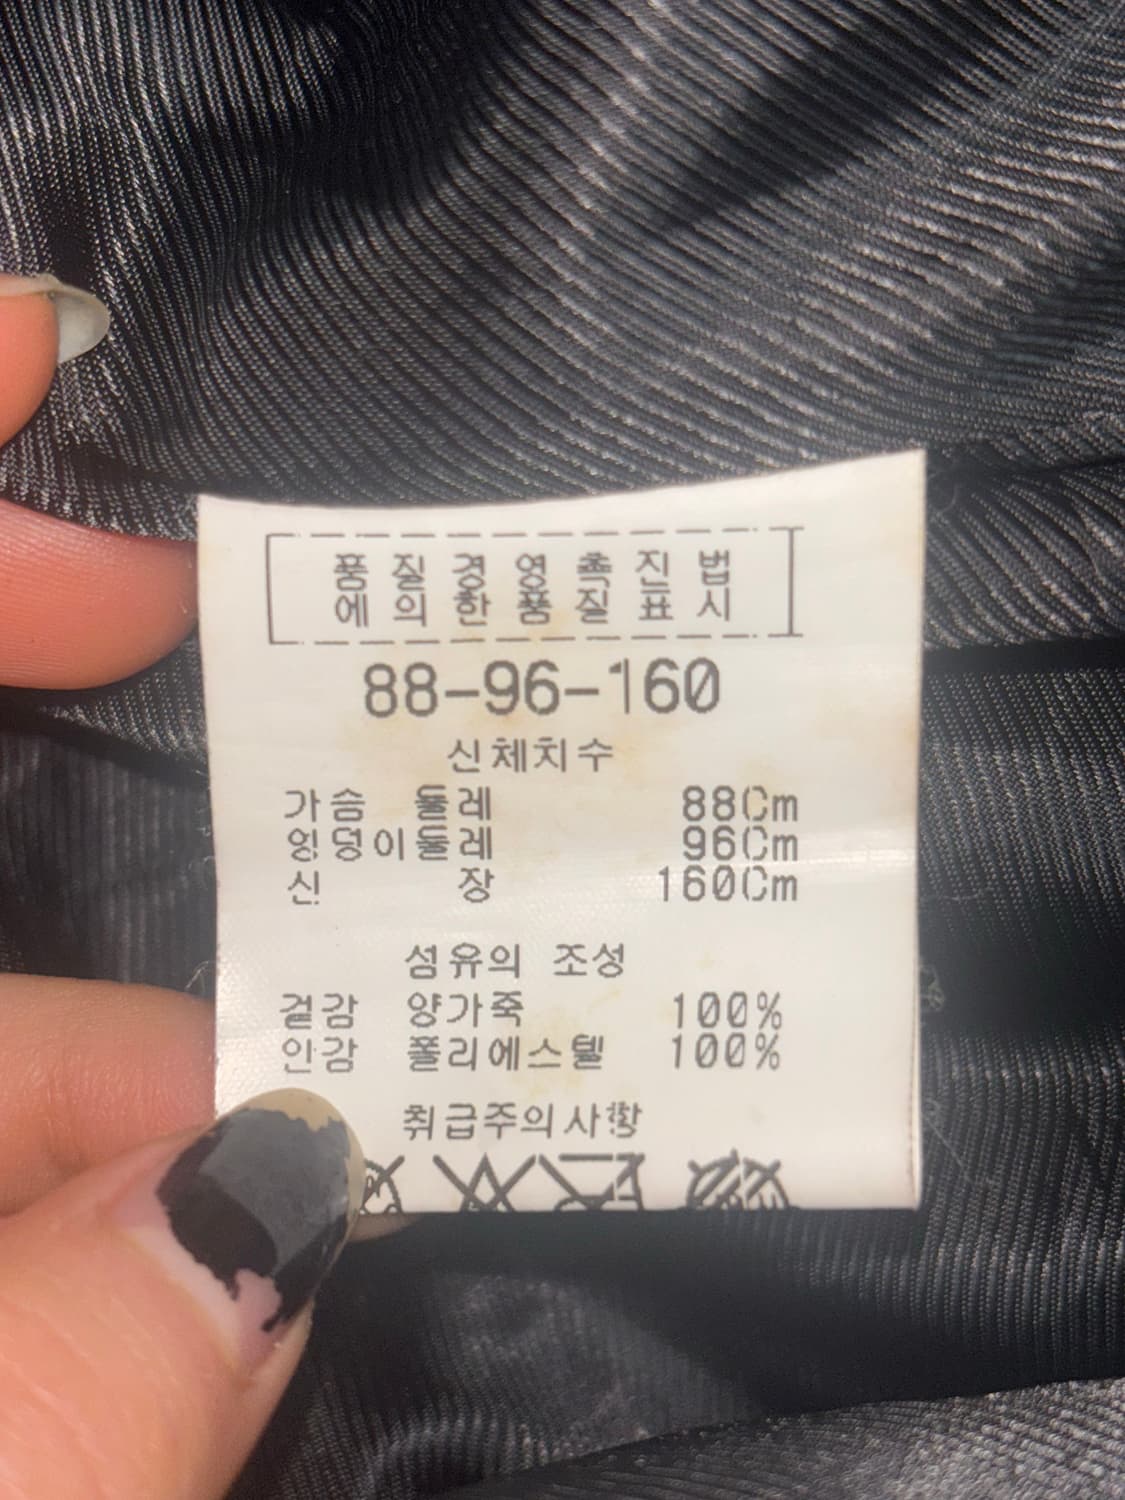 품질경영촉진법
에의한품질표시
88-96-160
신체치수
가슴 둘레 88Cm
엉덩이둘레 96Cm
신 장 160Cm
섬유의 조성
겉감 양가죽 100%
안감 폴리에스텔 100%
취급주의사항